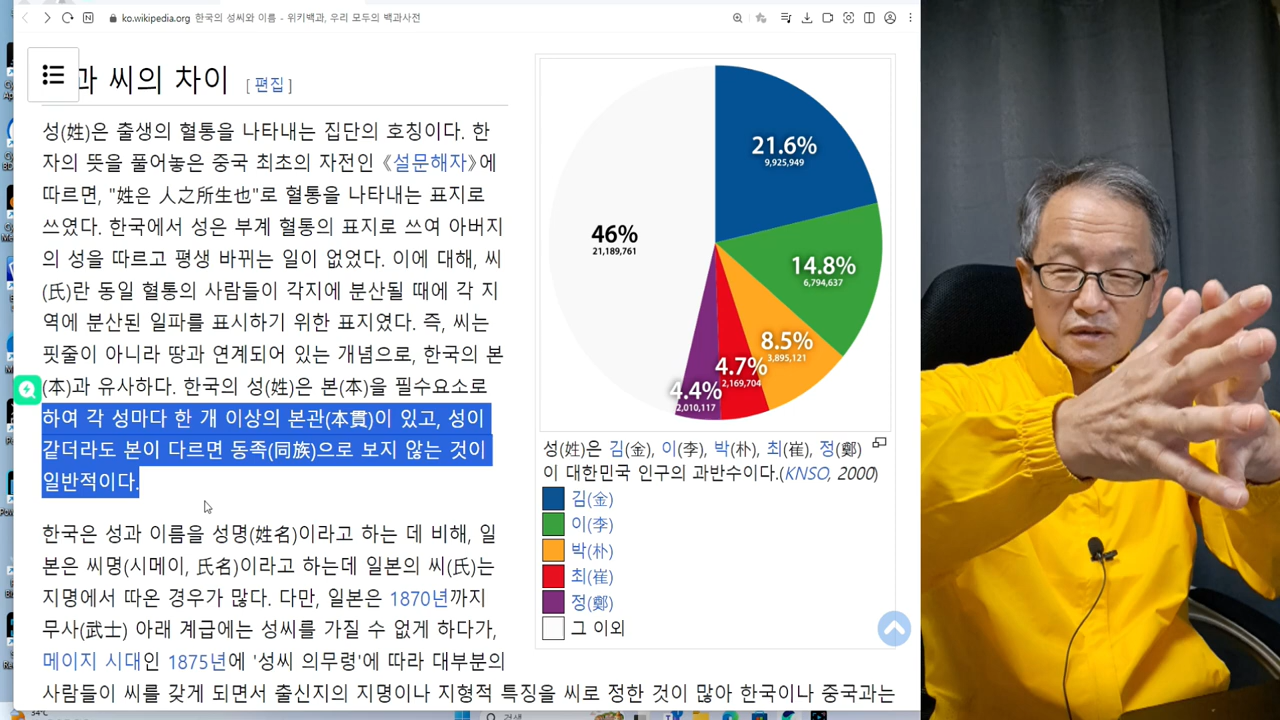 ko.wikipedia.org 한국의 성씨와 이름 - 위키백과, 우리 모두의 백과사전
과 씨의 차이 [ 편집 ]
성(姓)은 출생의 혈통을 나타내는 집단의 호칭이다. 한
자의 뜻을 풀어놓은 중국 최초의 자전인 《설문해자》에
따르면, "姓은 人之所生也"로 혈통을 나타내는 표지로
쓰였다. 한국에서 성은 부계 혈통의 표지로 쓰여 아버지
의 성을 따르고 평생 바뀌는 일이 없었다. 이에 대해, 씨
(氏)란 동일 혈통의 사람들이 각지에 분산될 때에 각 지
역에 분산된 일파를 표시하기 위한 표지였다. 즉, 씨는
핏줄이 아니라 땅과 연계되어 있는 개념으로, 한국의 본
(本)과 유사하다. 한국의 성(姓)은 본(本)을 필수요소로
하여 각 성마다 한 개 이상의 본관(本貫)이 있고, 성이
같더라도 본이 다르면 동족(同族)으로 보지 않는 것이
일반적이다.
한국은 성과 이름을 성명(姓名)이라고 하는 데 비해, 일
본은 씨명(시메이, 氏名)이라고 하는데 일본의 씨(氏)는
지명에서 따온 경우가 많다. 다만, 일본은 1870년까지
무사(武士) 아래 계급에는 성씨를 가질 수 없게 하다가,
메이지 시대인 1875년에 '성씨 의무령'에 따라 대부분의
사람들이 씨를 갖게 되면서 출신지의 지명이나 지형적 특징을 씨로 정한 것이 많아 한국이나 중국과는
21.6%
9,925,949
14.8%
6,794,637
8.5%
3,895,121
4.7%
2,169,704
4.4%
2,010,117
46%
21,189,761
성(姓)은 김(金), 이(李), 박(朴), 최(崔), 정(鄭)
이 대한민국 인구의 과반수이다.(KNSO, 2000)
김(金)
이(李)
박(朴)
최(崔)
정(鄭)
그 이외
34°C
검색